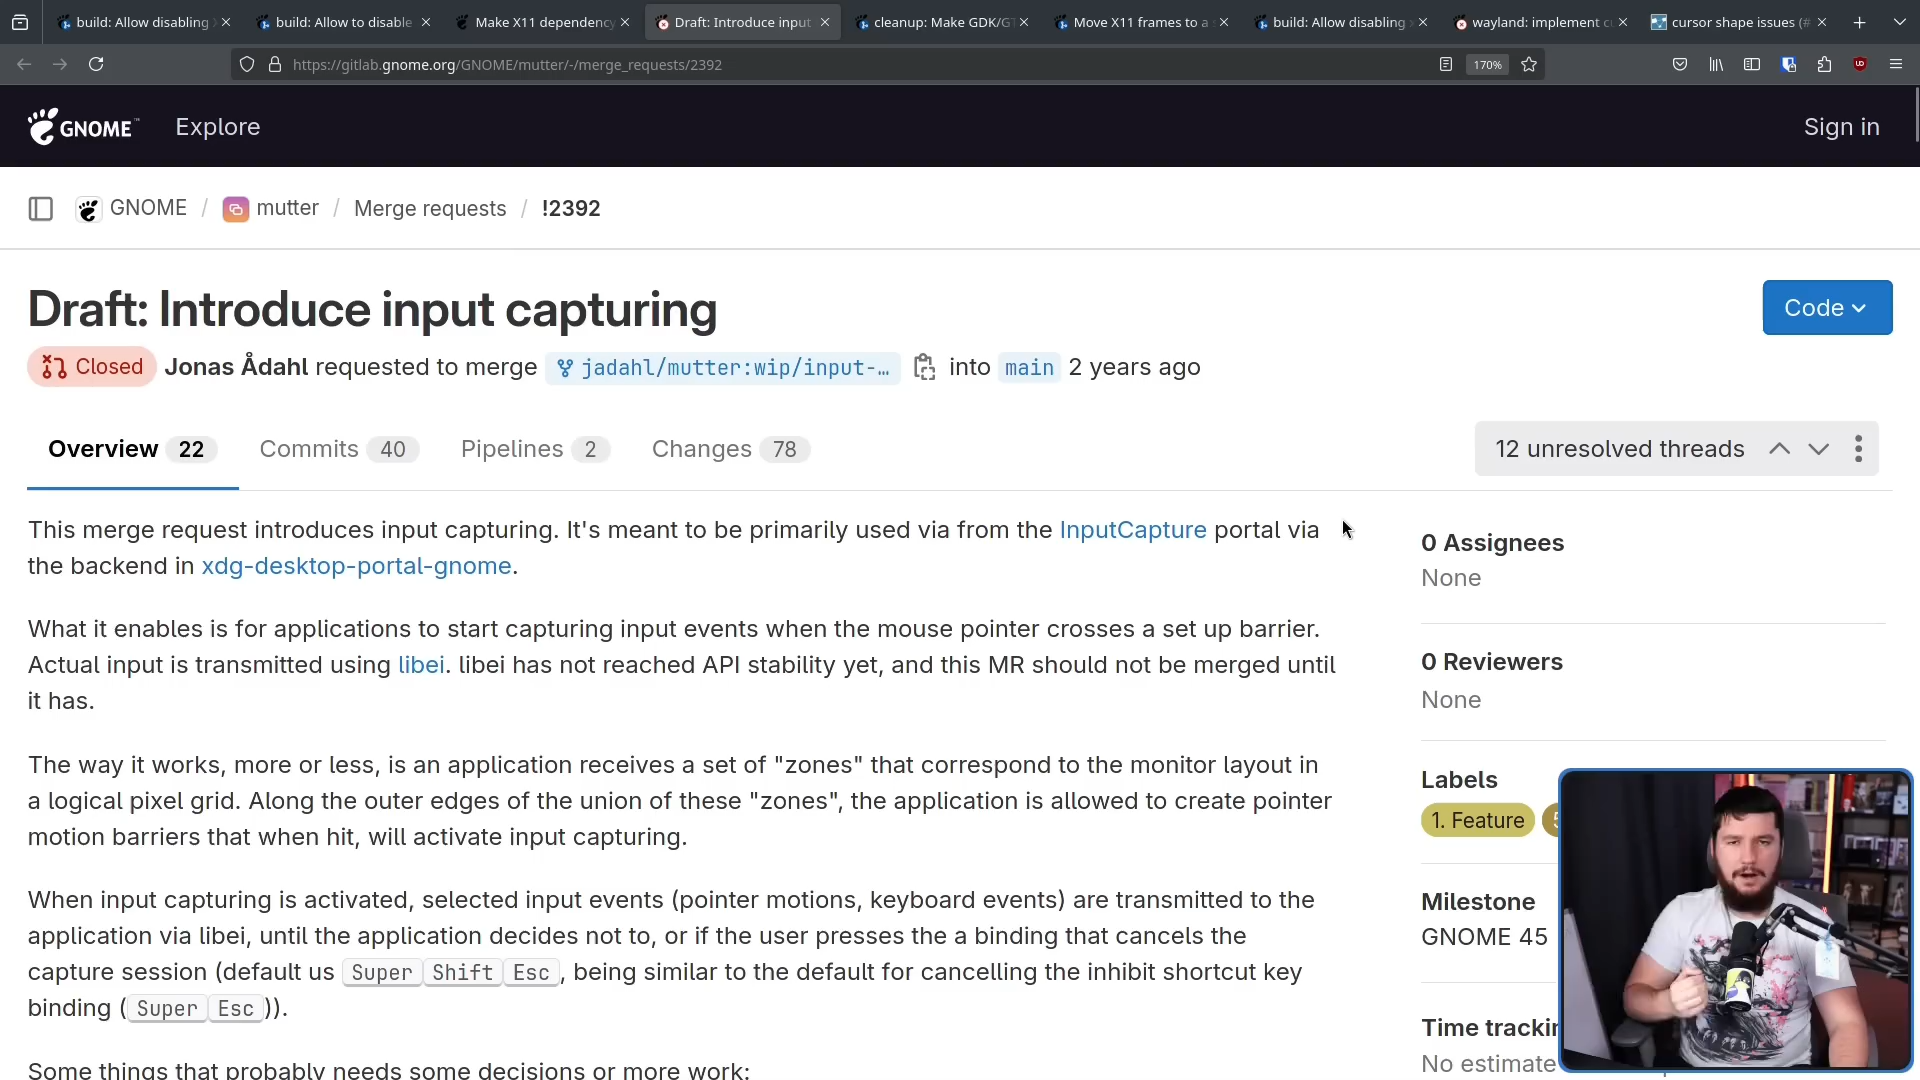 build: Allow disabling
build: Allow to disable
Make X11 dependency
Draft: Introduce input
cleanup: Make GDK/GT
Move X11 frames to a s
build: Allow disabling
wayland: implement cu
cursor shape issues (#
https://gitlab.gnome.org/GNOME/mutter/-/merge_requests/2392
170%
GNOME™
Explore
Sign in
GNOME / mutter / Merge requests / !2392
Draft: Introduce input capturing
Code
Closed Jonas Ådahl requested to merge jadahl/mutter:wip/input-… into main 2 years ago
Overview 22
Commits 40
Pipelines 2
Changes 78
12 unresolved threads
This merge request introduces input capturing. It's meant to be primarily used via from the InputCapture portal via
the backend in xdg-desktop-portal-gnome.
What it enables is for applications to start capturing input events when the mouse pointer crosses a set up barrier.
Actual input is transmitted using libei. libei has not reached API stability yet, and this MR should not be merged until
it has.
The way it works, more or less, is an application receives a set of "zones" that correspond to the monitor layout in
a logical pixel grid. Along the outer edges of the union of these "zones", the application is allowed to create pointer
motion barriers that when hit, will activate input capturing.
When input capturing is activated, selected input events (pointer motions, keyboard events) are transmitted to the
application via libei, until the application decides not to, or if the user presses the a binding that cancels the
capture session (default us Super Shift Esc, being similar to the default for cancelling the inhibit shortcut key
binding (Super Esc)).
Some things that probably needs some decisions or more work:
0 Assignees
None
0 Reviewers
None
Labels
1. Feature
Milestone
GNOME 45
Time trackin
No estimate